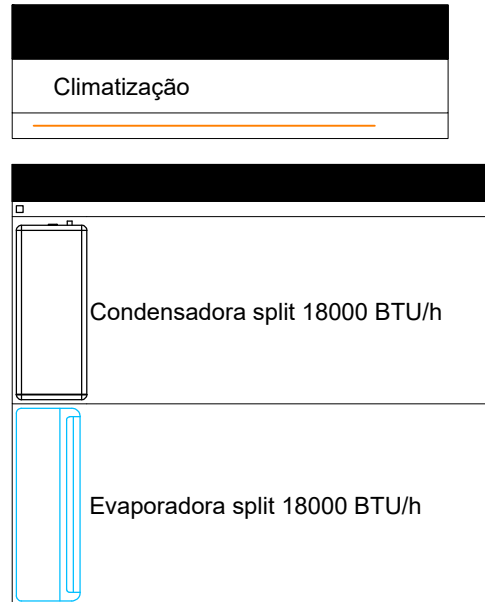 Climatização
Condensadora split 18000 BTU/h
Evaporadora split 18000 BTU/h